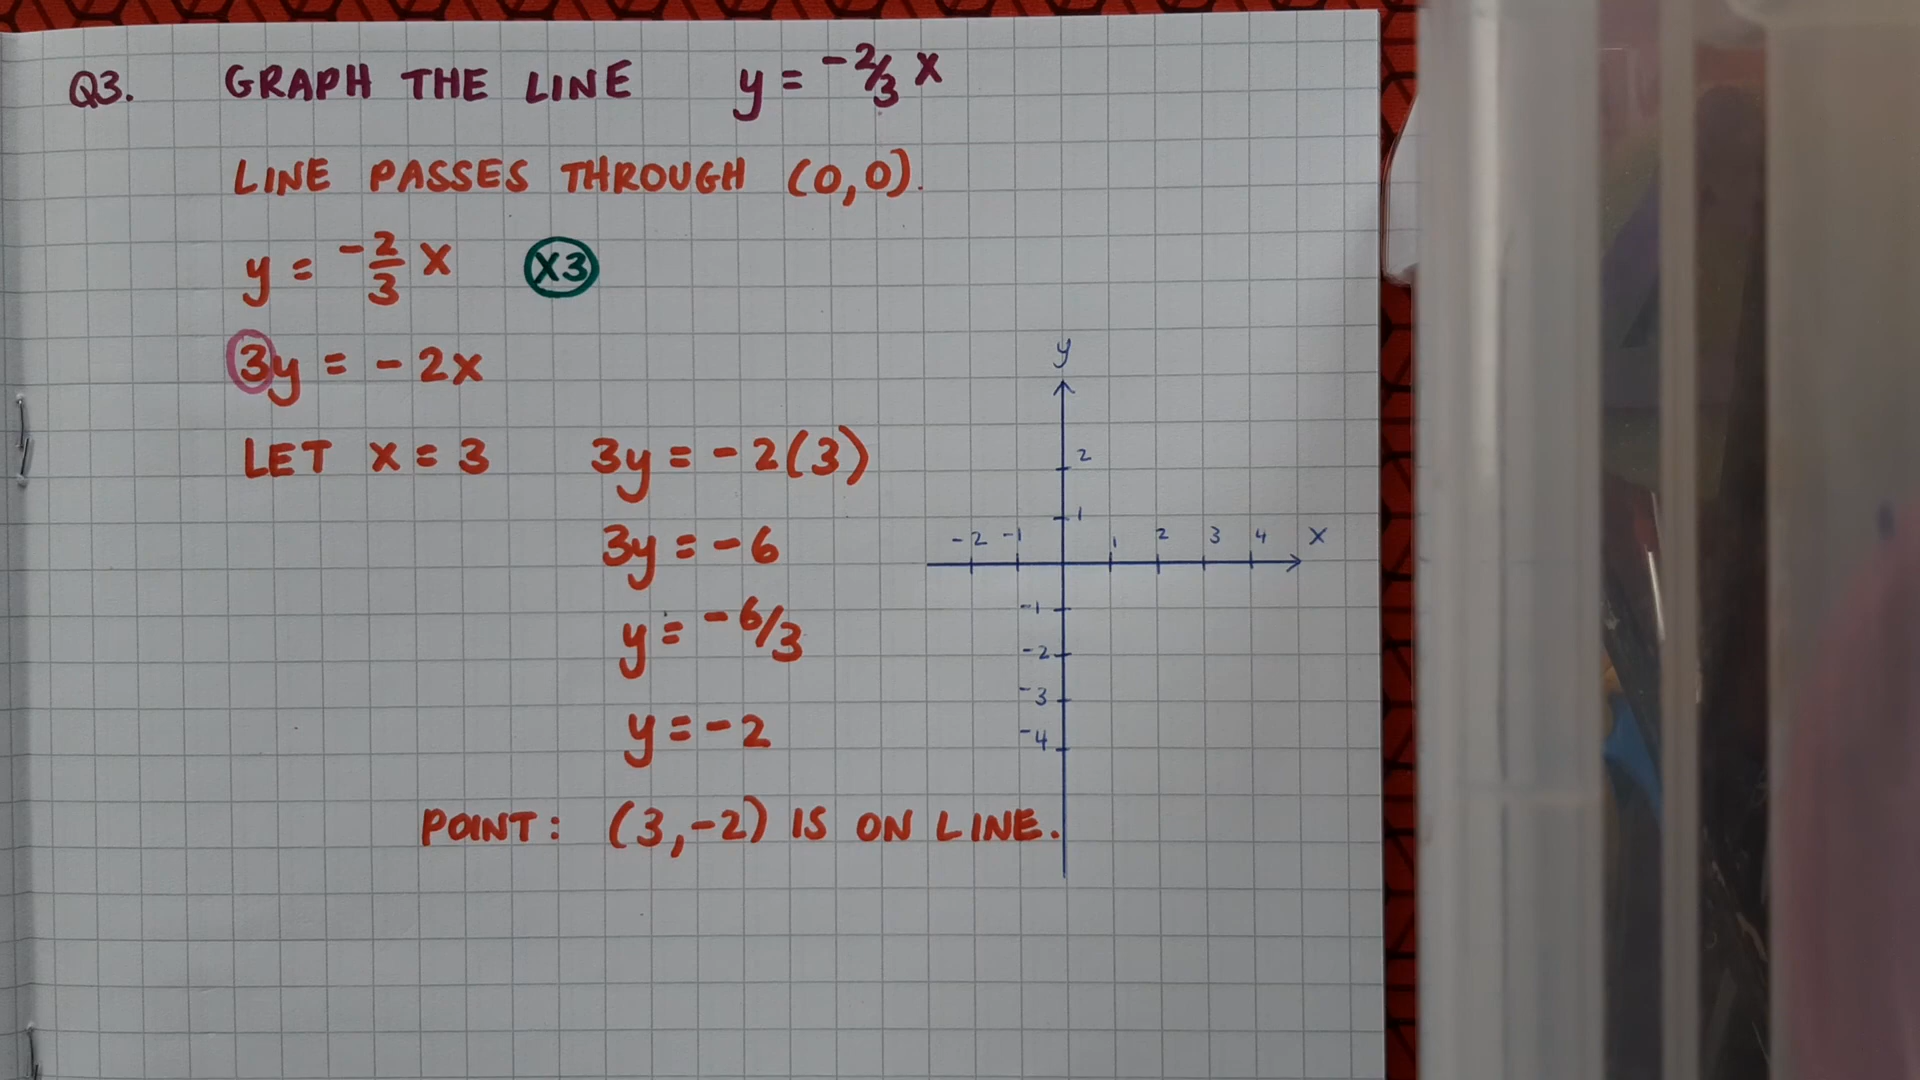 Q3. GRAPH THE LINE y = -2/3 x
LINE PASSES THROUGH (0,0).
y = -2/3 x X3
3y = -2x
LET x = 3 3y = -2(3)
3y = -6
y = -6/3
y = -2
POINT: (3,-2) IS ON LINE.
y
2
1
-2 -1 1 2 3 4 x
-1
-2
-3
-4